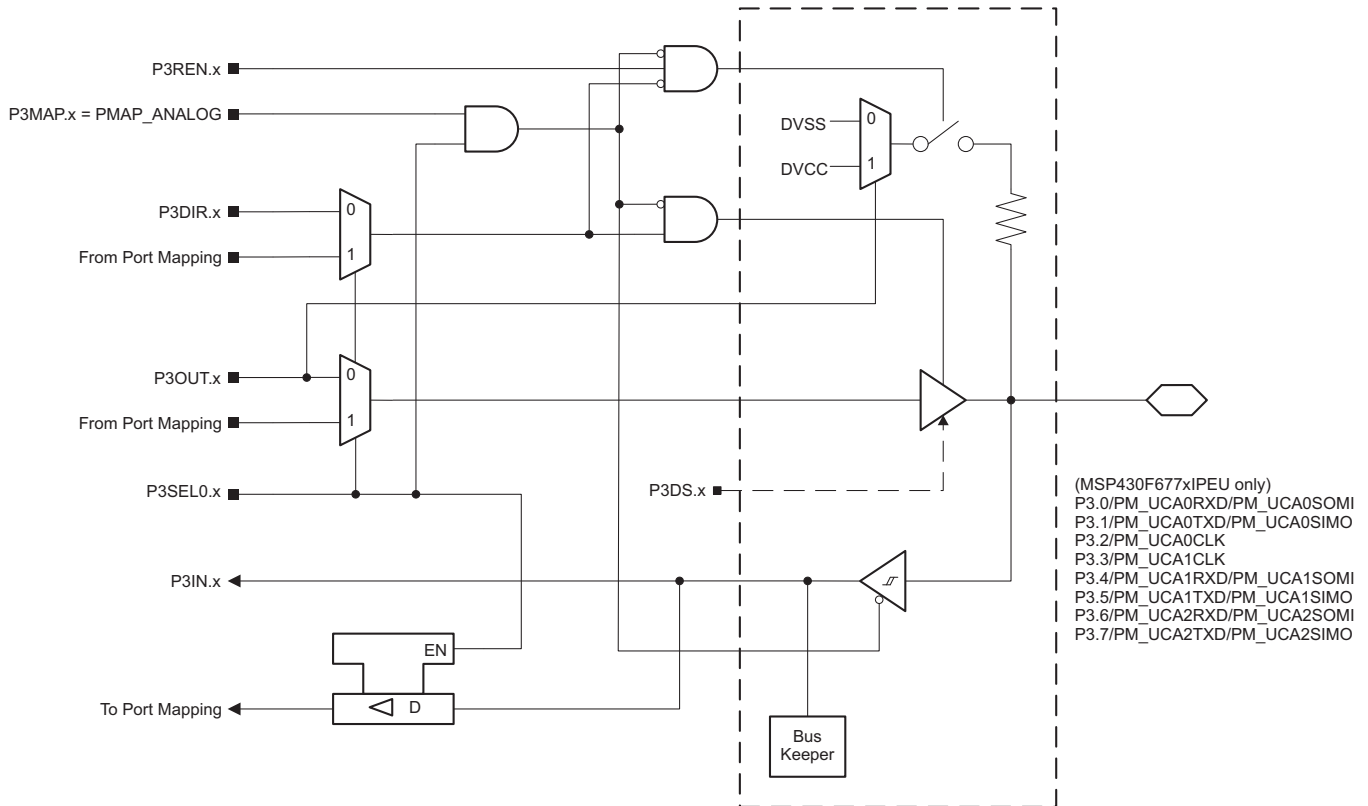 P3REN.x
P3MAP.x = PMAP_ANALOG
DVSS
0
DVCC
1
P3DIR.x
0
From Port Mapping
1
P3OUT.x
0
From Port Mapping
1
P3SEL0.x
P3DS.x
(MSP430F677xIPEU only)
P3.0/PM_UCA0RXD/PM_UCA0SOMI
P3.1/PM_UCA0TXD/PM_UCA0SIMO
P3.2/PM_UCA0CLK
P3.3/PM_UCA1CLK
P3.4/PM_UCA1RXD/PM_UCA1SOMI
P3.5/PM_UCA1TXD/PM_UCA1SIMO
P3.6/PM_UCA2RXD/PM_UCA2SOMI
P3.7/PM_UCA2TXD/PM_UCA2SIMO
P3IN.x
EN
To Port Mapping
D
Bus
Keeper